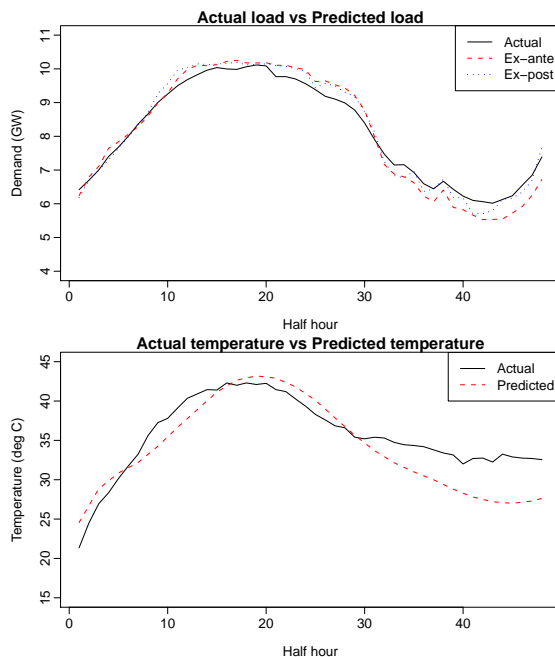 Actual load vs Predicted load
Demand (GW)
11
10
9
8
7
6
5
4
Actual
Ex−ante
Ex−post
0 10 20 30 40
Half hour
Actual temperature vs Predicted temperature
Temperature (deg C)
45
40
35
30
25
20
15
Actual
Predicted
0 10 20 30 40
Half hour